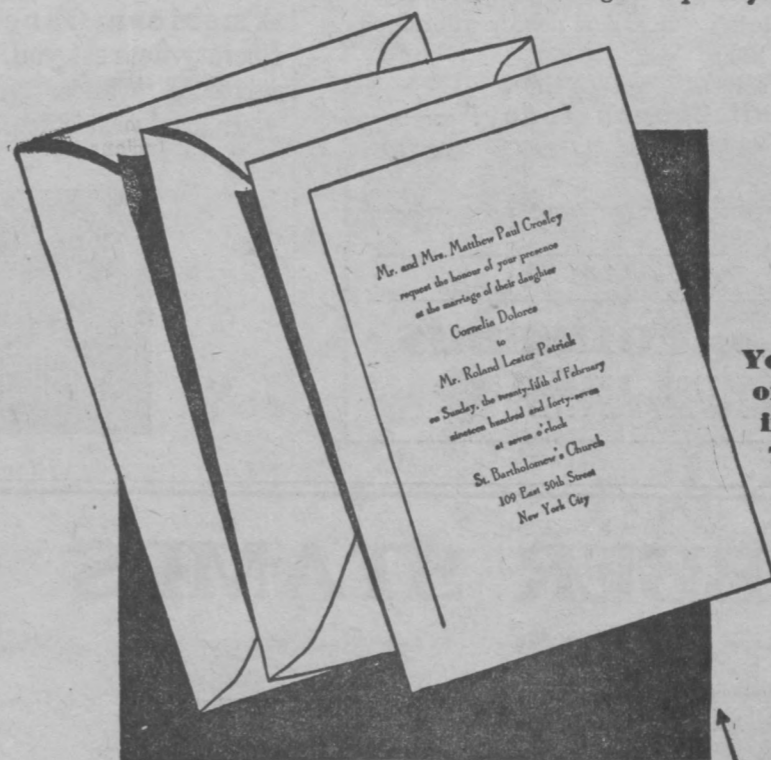 Mr. and Mrs. Matthew Paul Crosley
request the honour of your presence
at the marriage of their daughter
Cornelia Dolores
to
Mr. Roland Lester Patrick
on Sunday, the twenty-fifth of February
nineteen hundred and forty-seven
at seven o'clock
St. Bartholomew's Church
109 East 50th Street
New York City